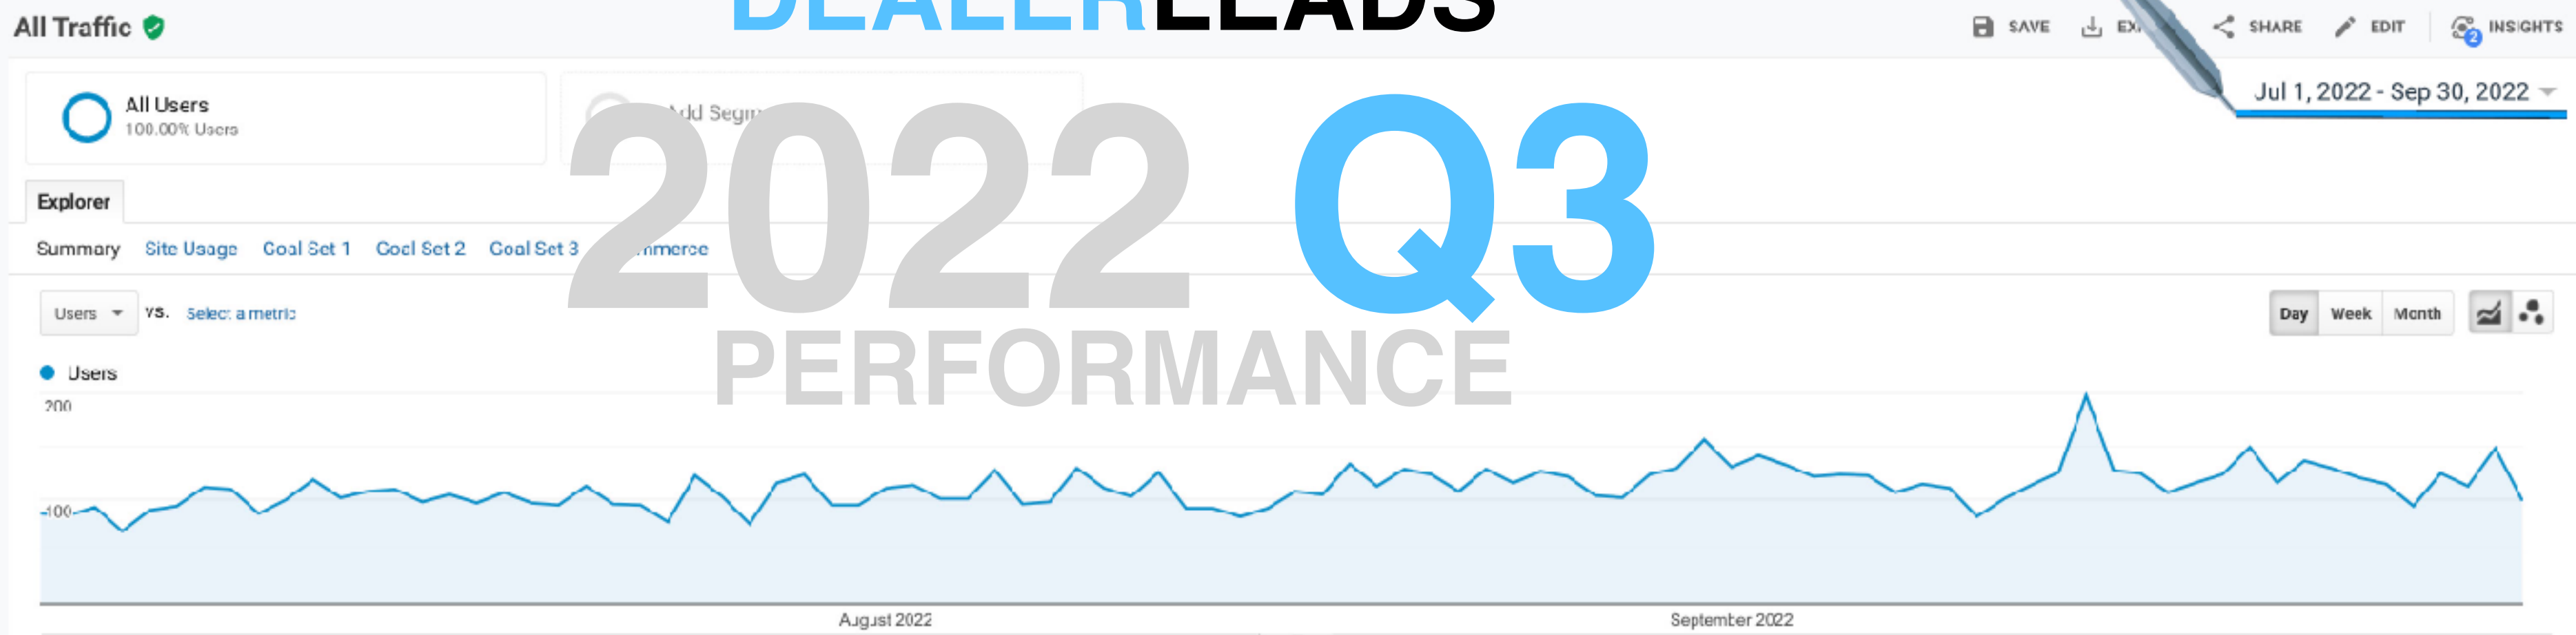 DEALERLEADS
All Traffic
SAVE
SHARE
EDIT
2
INSIGHTS
All Users
100.00% Users
Jul 1, 2022 - Sep 30, 2022
2022 Q3
PERFORMANCE
Explorer
Summary Site Usage Goal Set 1 Goal Set 2 Goal Set 3
Users VS. Select a metric
Day Week Month
Users
200
100
August 2022 September 2022